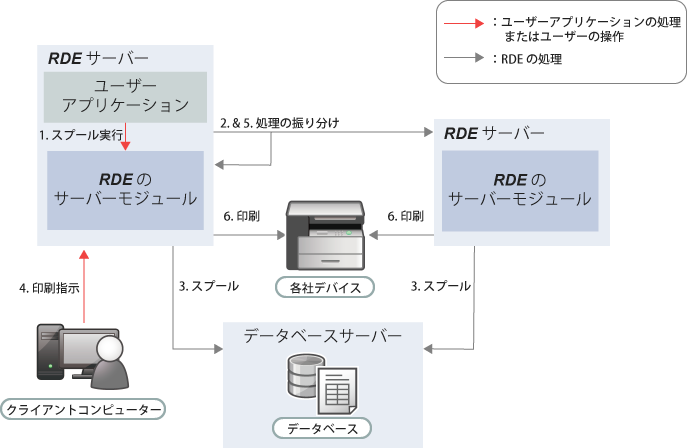 ：ユーザーアプリケーションの処理
またはユーザーの操作
：RDE の処理
RDE サーバー
ユーザー
アプリケーション
1. スプール実行
2. & 5. 処理の振り分け
RDE サーバー
RDE の
サーバーモジュール
RDE の
サーバーモジュール
6. 印刷
6. 印刷
4. 印刷指示
3. スプール
各社デバイス
3. スプール
データベースサーバー
クライアントコンピューター
データベース